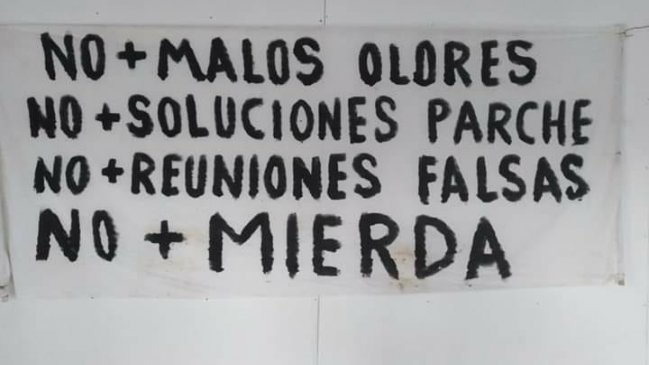 NO + MALOS OLORES
NO + SOLUCIONES PARCHE
NO + REUNIONES FALSAS
NO + MIERDA